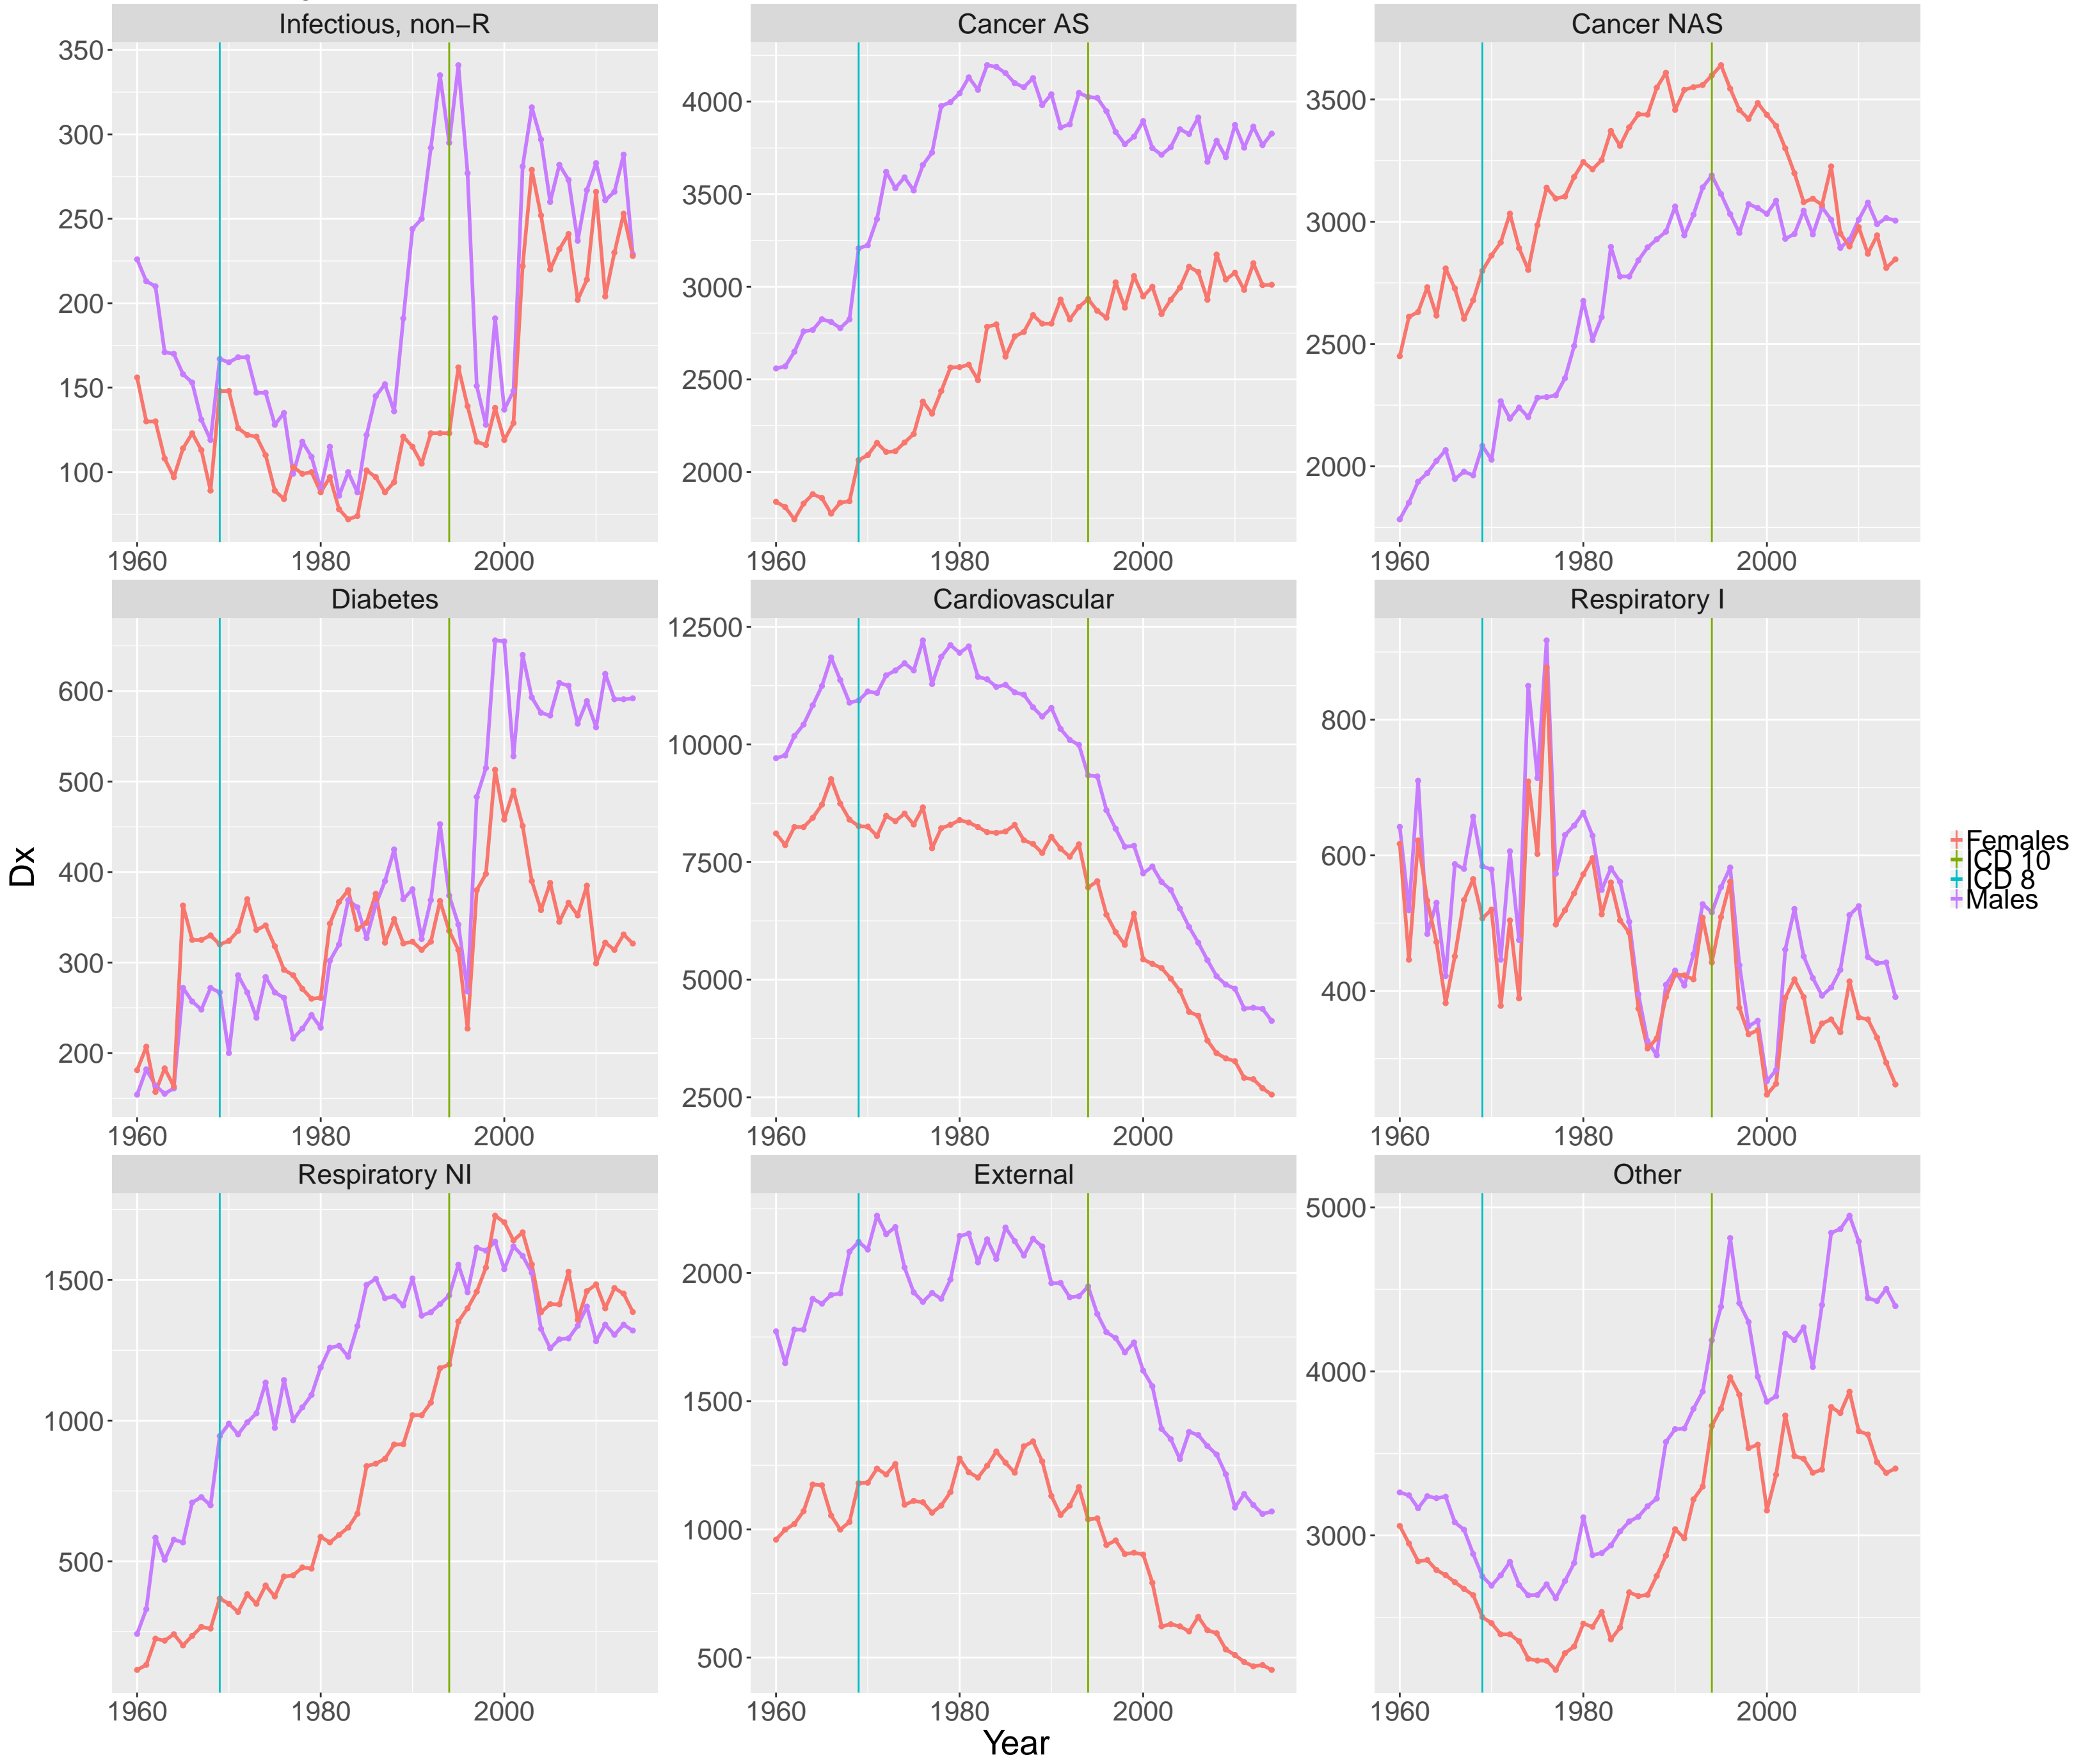 Infectious, non−R
Cancer AS
Cancer NAS
350
300
250
200
150
100
4000
3500
3000
2500
2000
3500
3000
2500
2000
1960 1980 2000
1960 1980 2000
1960 1980 2000
Diabetes
Cardiovascular
Respiratory I
600
500
400
300
200
12500
10000
7500
5000
2500
800
600
400
1960 1980 2000
1960 1980 2000
1960 1980 2000
Respiratory NI
External
Other
1500
1000
500
2000
1500
1000
500
5000
4000
3000
1960 1980 2000
1960 1980 2000
1960 1980 2000
Dx
Year
Females
ICD 10
ICD 8
Males